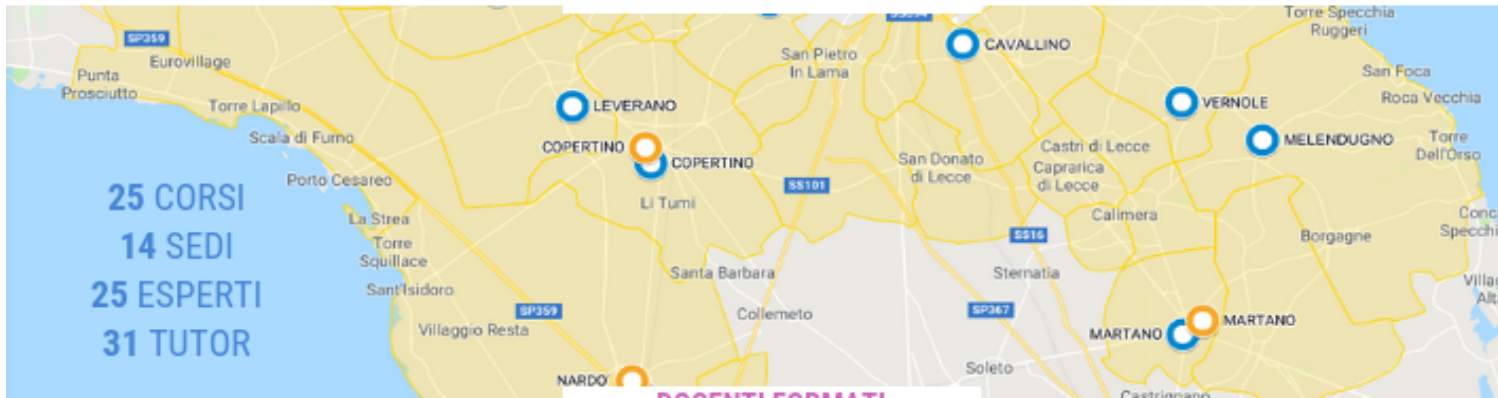 Torre Specchia
Ruggeri
SP359
Eurovillage
San Pietro
In Lama
CAVALLINO
Punta
Prosciutto
San Foca
Roca Vecchia
Torre Lapillo
LEVERANO
VERNOLE
Scala di Furno
COPERTINO
COPERTINO
MELENDUGNO
Torre
Dell'Orso
Castri di Lecce
San Donato
di Lecce
Caprarica
di Lecce
Porto Cesareo
SS101
25 CORSI
14 SEDI
25 ESPERTI
31 TUTOR
Li Tumi
La Strea
Calimera
Torre
Squillace
SS16
Borgagne
Santa Barbara
Sternatia
Sant'Isidoro
SP359
Collemeto
SP367
Villaggio Resta
MARTANO
MARTANO
Soleto
NARDO'
DOCENTI FORMATI
Castrignano